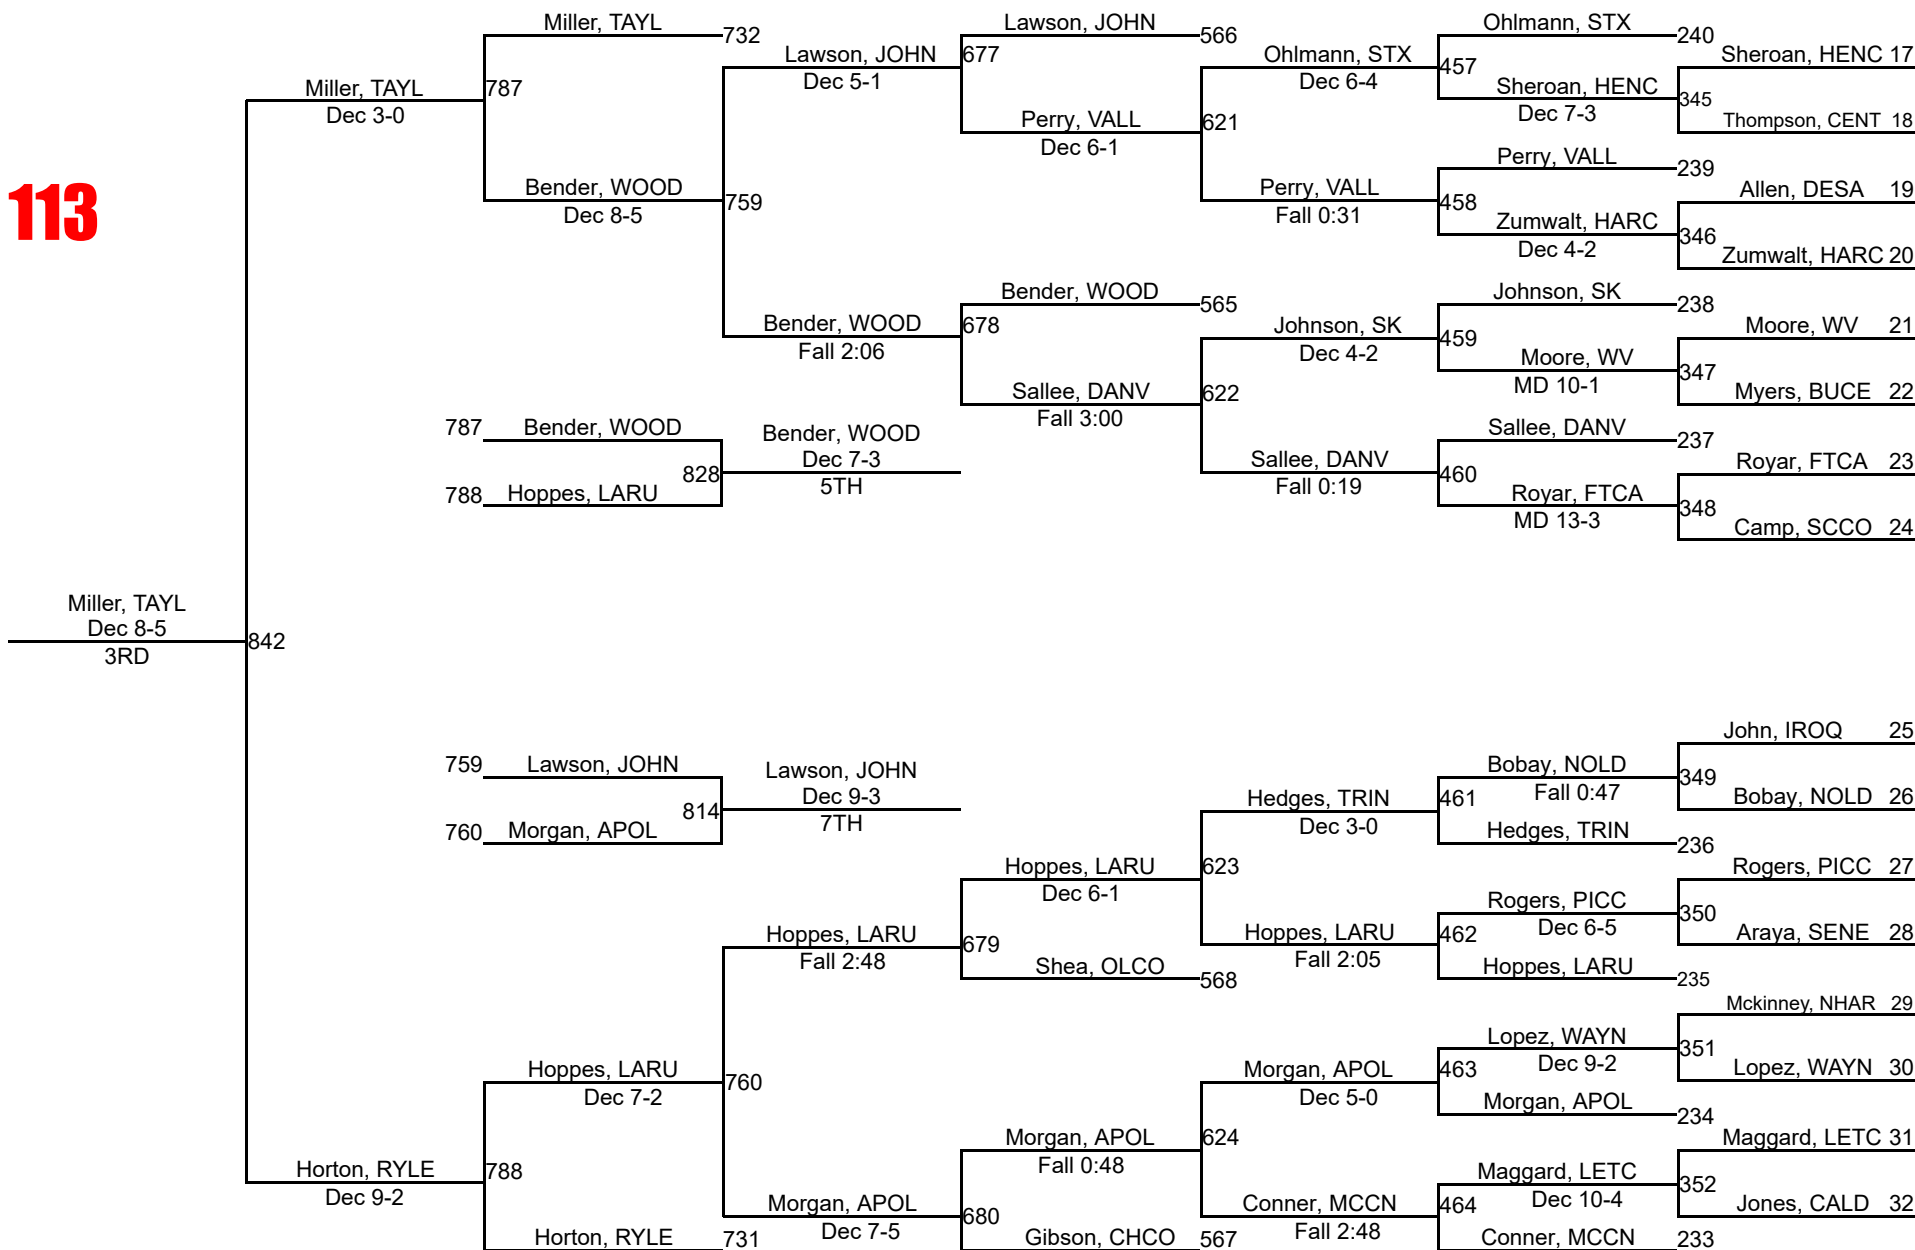 Miller, TAYL
732
Lawson, JOHN
566
Ohlmann, STX
240
Sheroan, HENC 17
Lawson, JOHN
677
Dec 5-1
Ohlmann, STX
457
Dec 6-4
Miller, TAYL
787
Dec 3-0
Sheroan, HENC
345
Dec 7-3
Perry, VALL
621
Dec 6-1
Thompson, CENT 18
Perry, VALL
239
113
Bender, WOOD
759
Dec 8-5
Perry, VALL
458
Fall 0:31
Allen, DESA 19
Zumwalt, HARC
346
Dec 4-2
Zumwalt, HARC 20
Bender, WOOD
565
Johnson, SK
238
Bender, WOOD
678
Fall 2:06
Johnson, SK
459
Dec 4-2
Moore, WV 21
Moore, WV
347
MD 10-1
Sallee, DANV
622
Fall 3:00
Myers, BUCE 22
787
Bender, WOOD
Bender, WOOD
Dec 7-3
5TH
828
788
Hoppes, LARU
Sallee, DANV
237
Sallee, DANV
460
Fall 0:19
Royar, FTCA 23
Royar, FTCA
348
MD 13-3
Camp, SCCO 24
Miller, TAYL
Dec 8-5
3RD
842
John, IROQ 25
759
Lawson, JOHN
Lawson, JOHN
Dec 9-3
7TH
814
760
Morgan, APOL
Bobay, NOLD
349
Fall 0:47
Bobay, NOLD 26
Hedges, TRIN
461
Dec 3-0
Hedges, TRIN
236
Hoppes, LARU
623
Dec 6-1
Rogers, PICC 27
Rogers, PICC
350
Dec 6-5
Araya, SENE 28
Hoppes, LARU
679
Fall 2:48
Hoppes, LARU
462
Fall 2:05
Shea, OLCO
568
Hoppes, LARU
235
Mckinney, NHAR 29
Lopez, WAYN
351
Dec 9-2
Lopez, WAYN 30
Hoppes, LARU
760
Dec 7-2
Morgan, APOL
463
Dec 5-0
Morgan, APOL
234
Morgan, APOL
624
Fall 0:48
Maggard, LETC 31
Horton, RYLE
788
Dec 9-2
Maggard, LETC
352
Dec 10-4
Morgan, APOL
680
Dec 7-5
Conner, MCCN
464
Fall 2:48
Jones, CALD 32
Horton, RYLE
731
Gibson, CHCO
567
Conner, MCCN
233